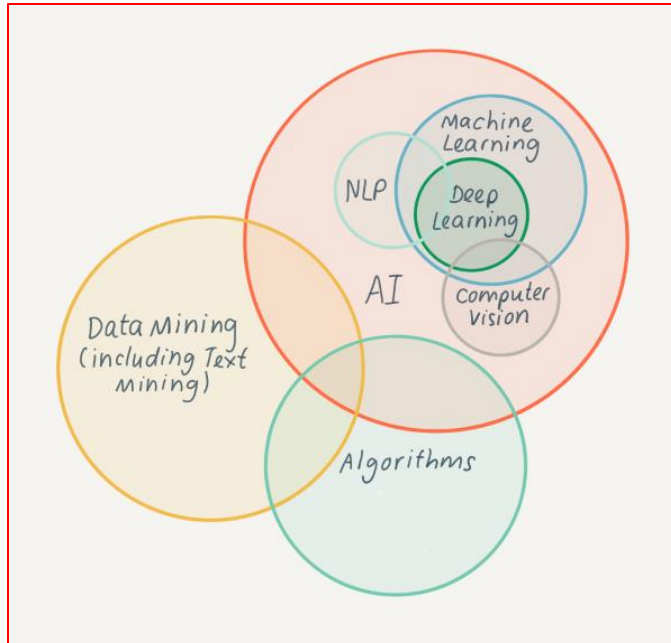 Machine
Learning
NLP
Deep
Learning
AI
Computer
Vision
Data Mining
(including Text
Mining)
Algorithms